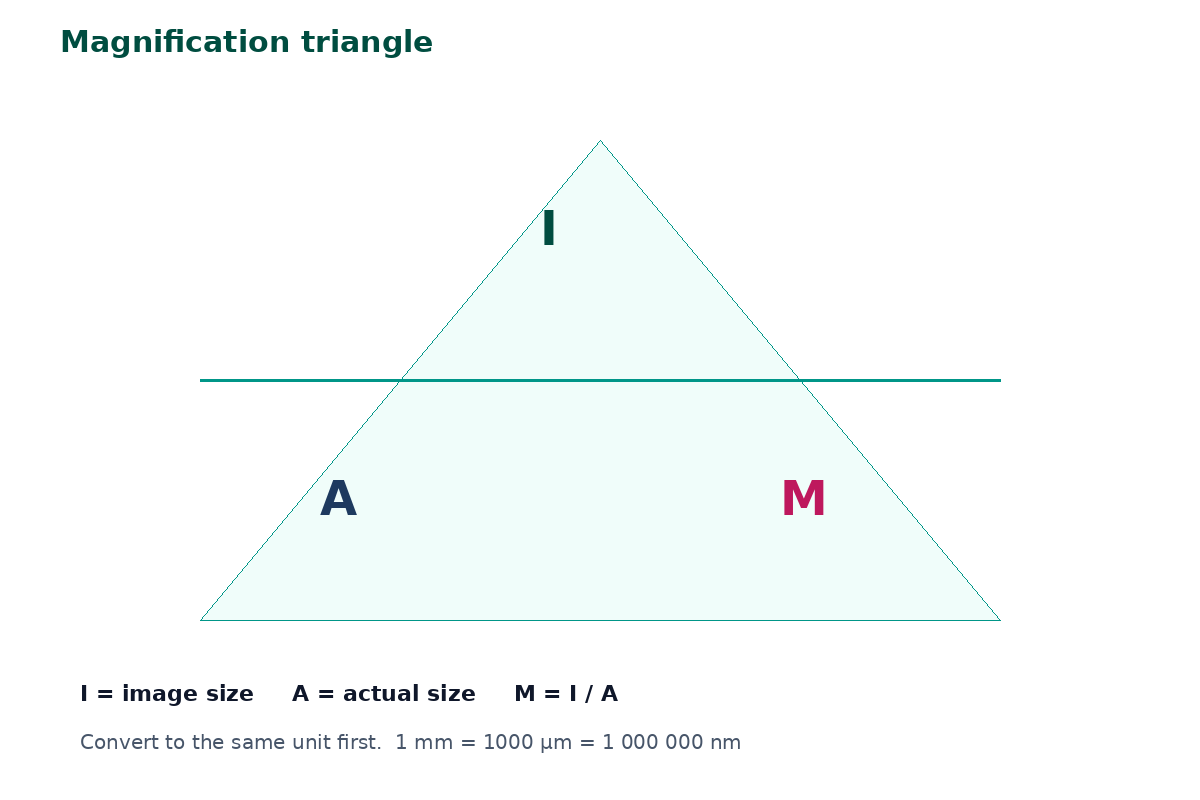 Magnification triangle
I
A M
I = image size A = actual size M = I / A
Convert to the same unit first. 1 mm = 1000 µm = 1 000 000 nm